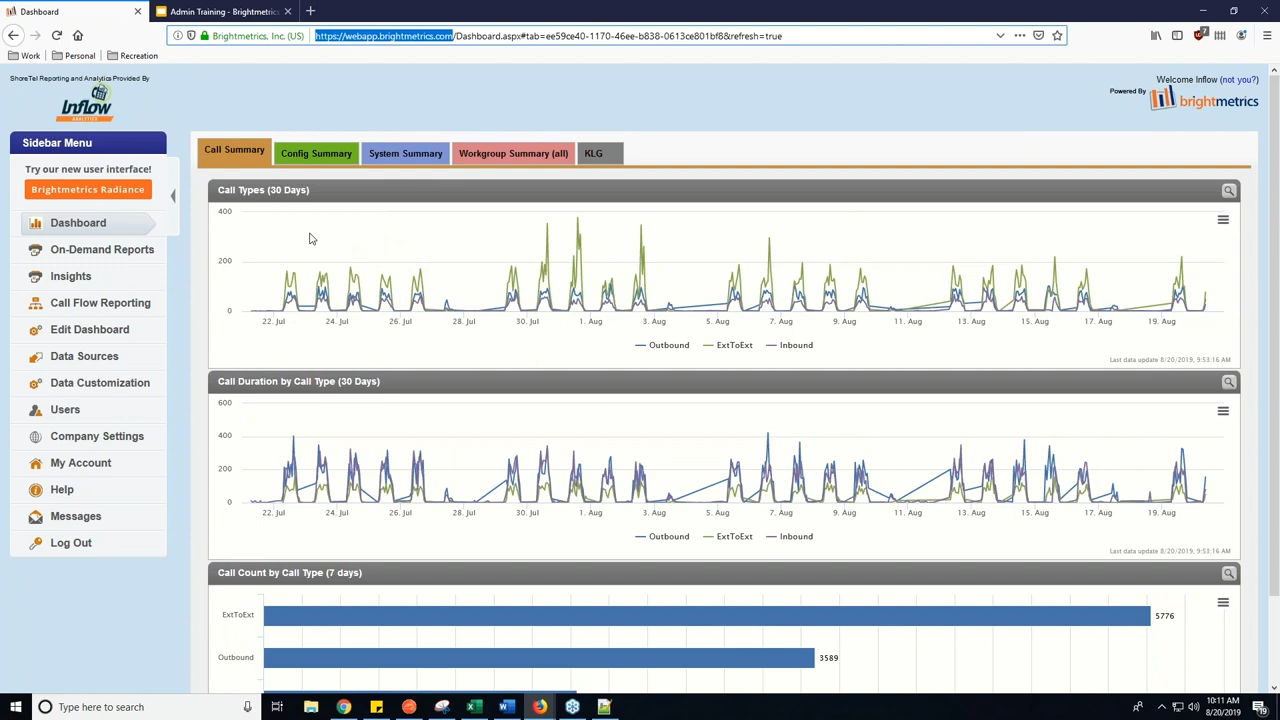 Dashboard
Admin Training - Brightmetrics
Brightmetrics, Inc. (US)
https://webapp.brightmetrics.com/Dashboard.aspx#tab=ee59ce40-1170-46ee-b838-0613ce801bf8&refresh=true
Work
Personal
Recreation
ShoreTel Reporting and Analytics Provided By
Inflow
ANALYTICS
Welcome Inflow (not you?)
Powered By
brightmetrics
Sidebar Menu
Try our new user interface!
Brightmetrics Radiance
Dashboard
On-Demand Reports
Insights
Call Flow Reporting
Edit Dashboard
Data Sources
Data Customization
Users
Company Settings
My Account
Help
Messages
Log Out
Call Summary
Config Summary
System Summary
Workgroup Summary (all)
KLG
Call Types (30 Days)
400
200
0
22. Jul 24. Jul 26. Jul 28. Jul 30. Jul 1. Aug 3. Aug 5. Aug 7. Aug 9. Aug 11. Aug 13. Aug 15. Aug 17. Aug 19. Aug
Outbound ExtToExt Inbound
Last data update 8/20/2019, 9:53:16 AM
Call Duration by Call Type (30 Days)
600
400
200
0
22. Jul 24. Jul 26. Jul 28. Jul 30. Jul 1. Aug 3. Aug 5. Aug 7. Aug 9. Aug 11. Aug 13. Aug 15. Aug 17. Aug 19. Aug
Outbound ExtToExt Inbound
Last data update 8/20/2019, 9:53:16 AM
Call Count by Call Type (7 days)
ExtToExt
5776
Outbound
3589
Type here to search
10:11 AM
8/20/2019